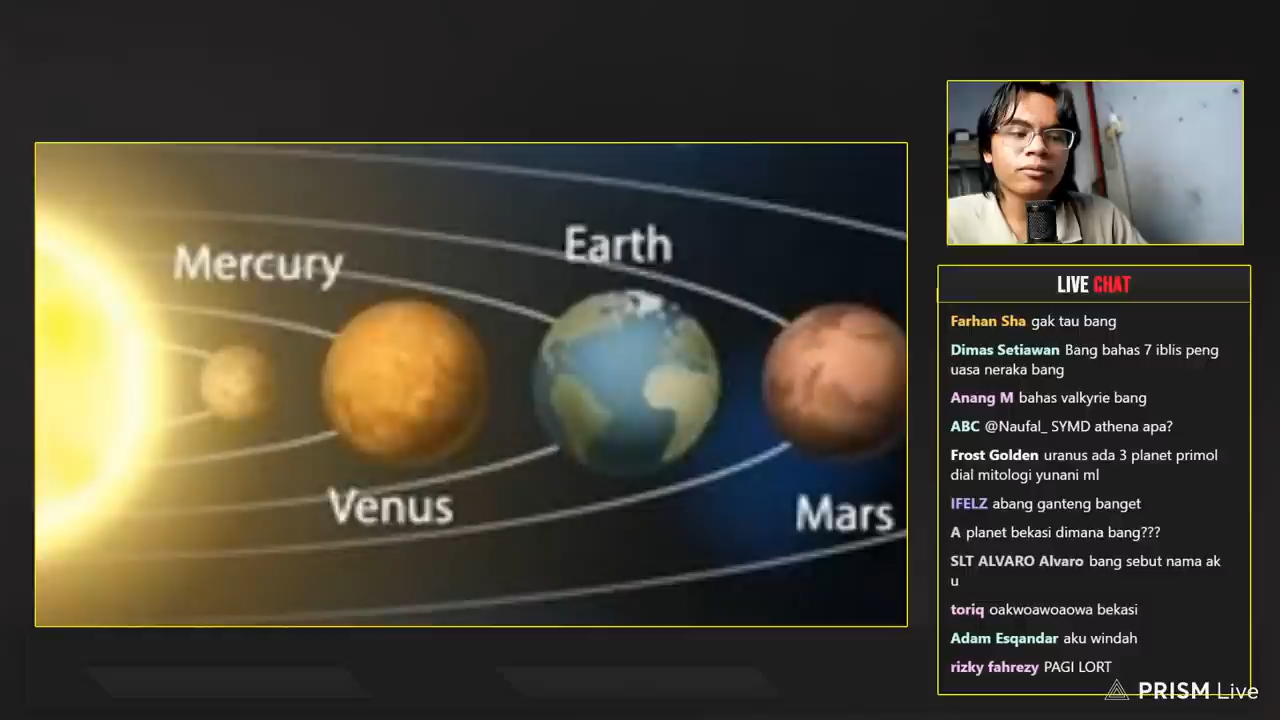 Mercury
Earth
Venus
Mars
LIVE CHAT
Farhan Sha gak tau bang
Dimas Setiawan Bang bahas 7 iblis peng
uasa neraka bang
Anang M bahas valkyrie bang
ABC @Naufal_ SYMD athena apa?
Frost Golden uranus ada 3 planet primol
dial mitologi yunani ml
IFELZ abang ganteng banget
A planet bekasi dimana bang???
SLT ALVARO Alvaro bang sebut nama ak
u
toriq oakwoawoaowa bekasi
Adam Esqandar aku windah
rizky fahrezy PAGI LORT
PRISM Live